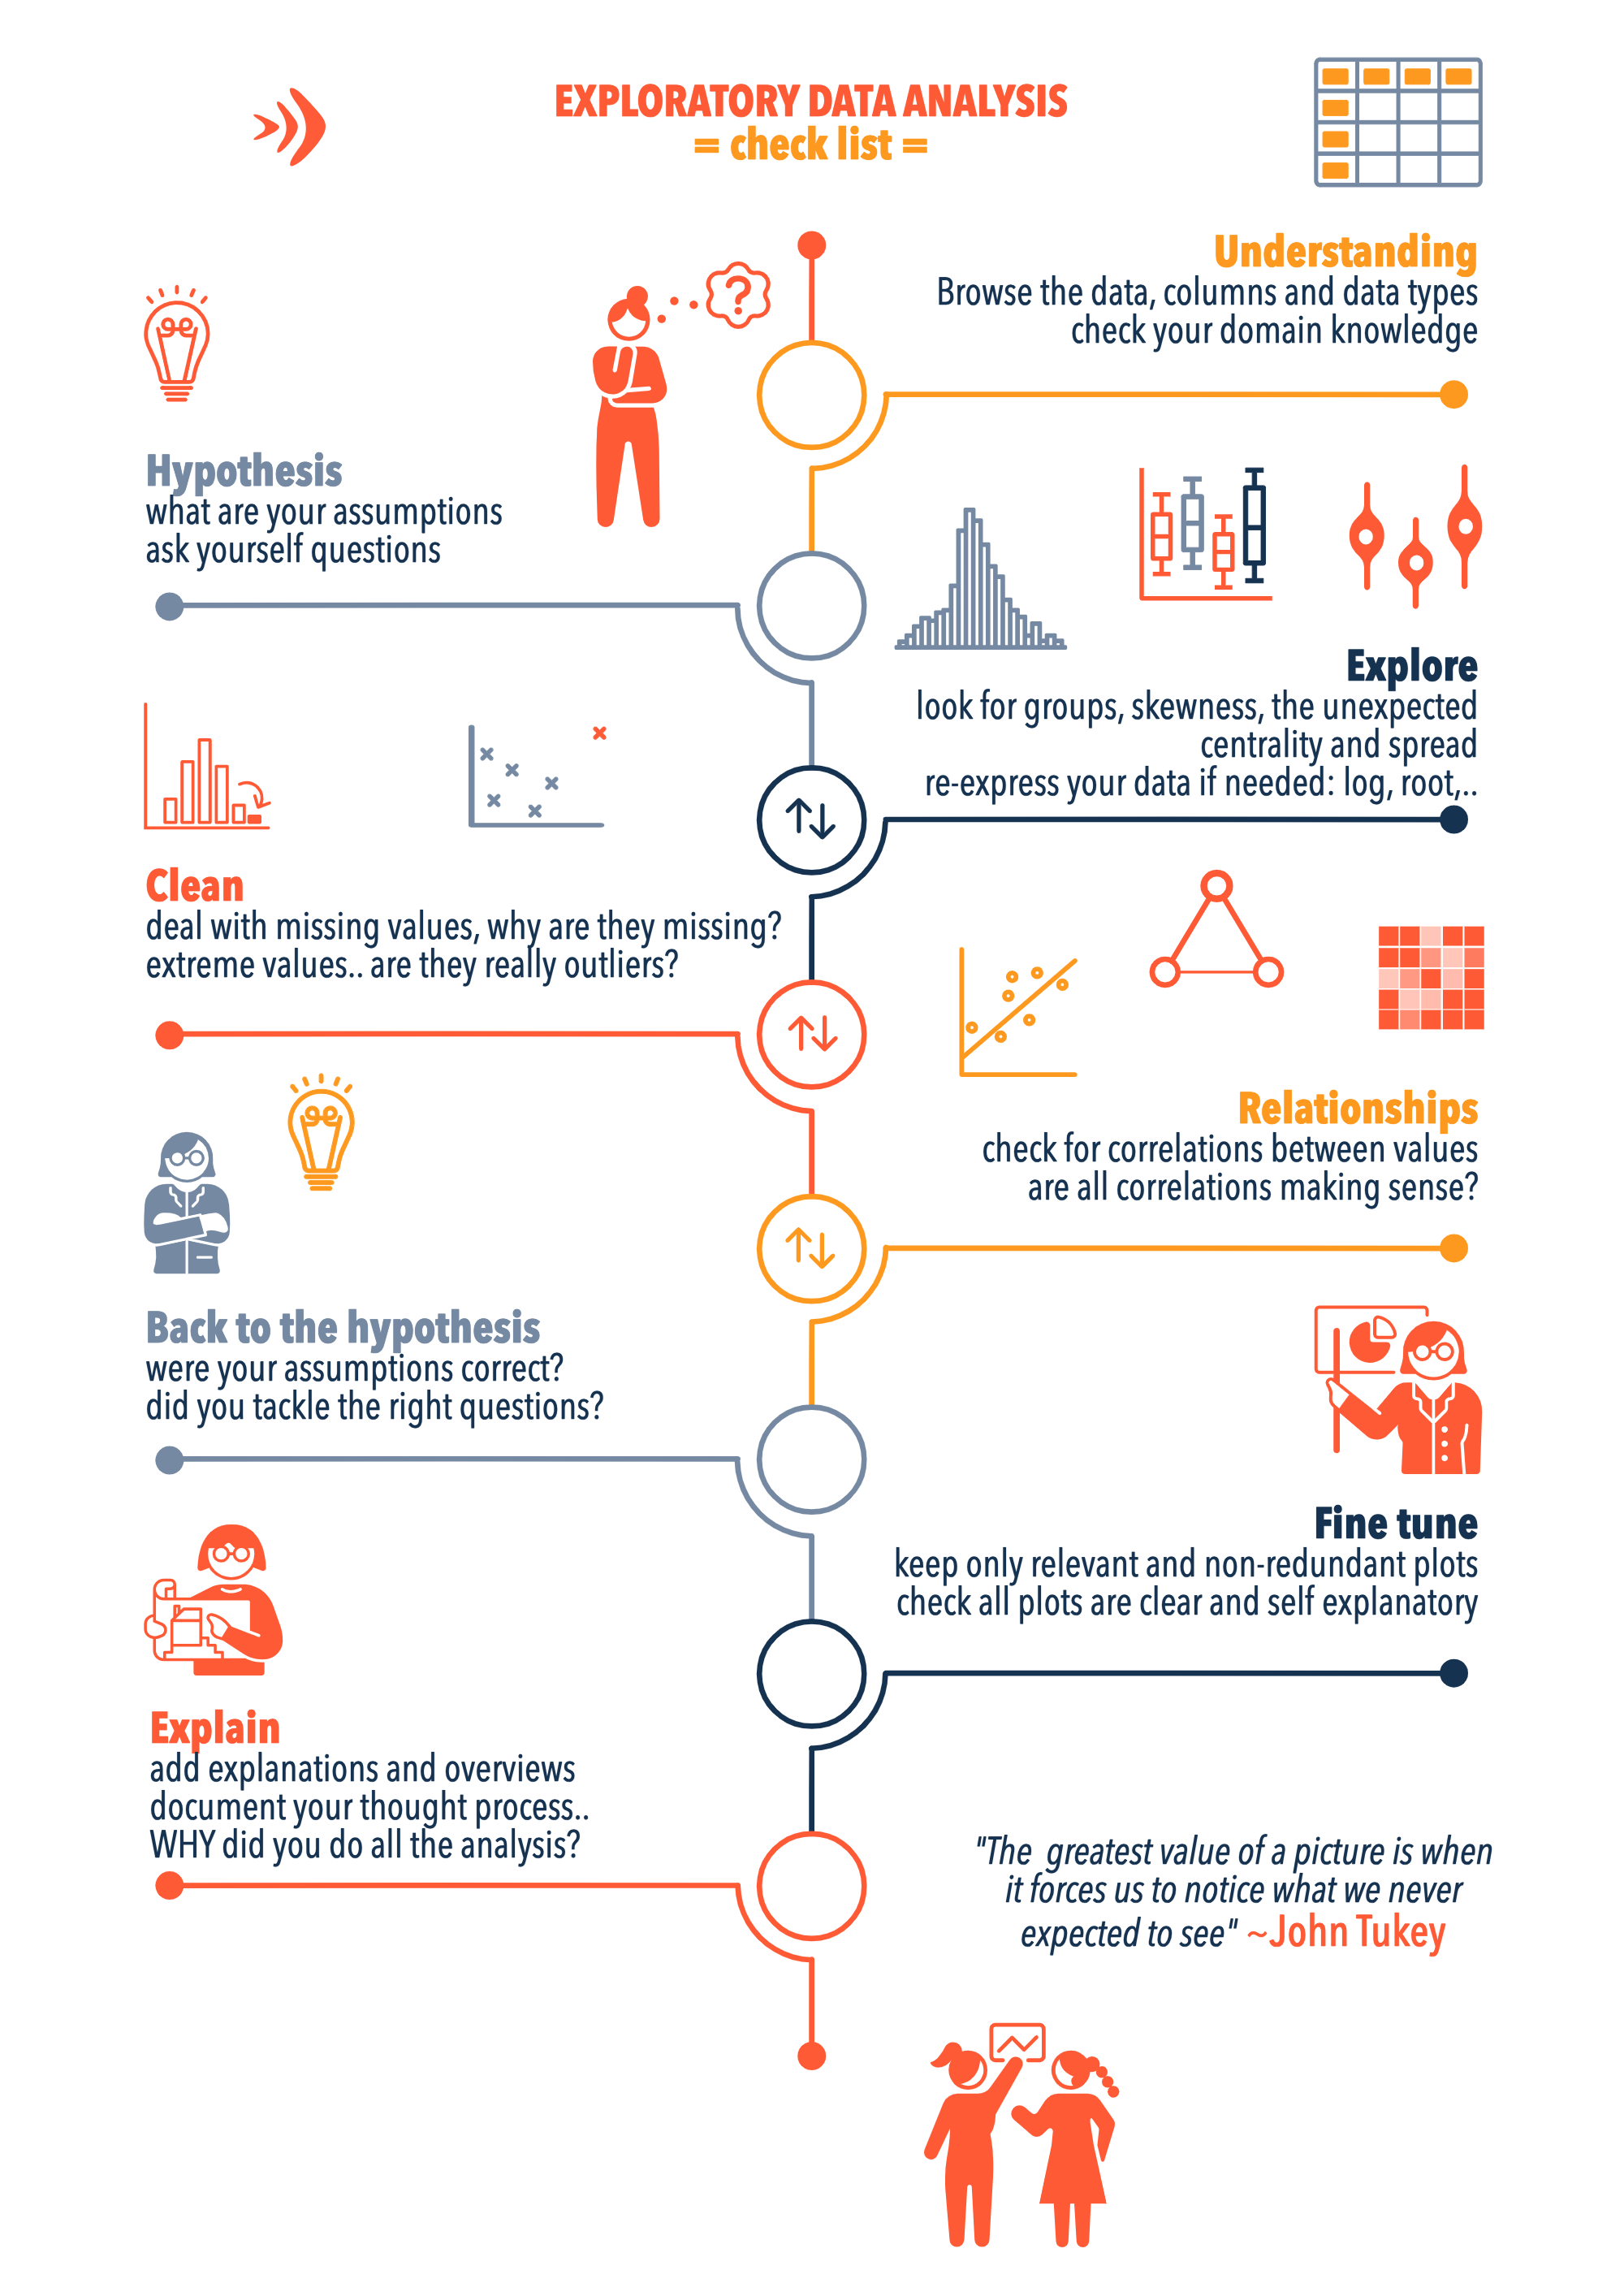 EXPLORATORY DATA ANALYSIS
= check list =
Understanding
Browse the data, columns and data types
check your domain knowledge
Hypothesis
what are your assumptions
ask yourself questions
Explore
look for groups, skewness, the unexpected
centrality and spread
re-express your data if needed: log, root,..
Clean
deal with missing values, why are they missing?
extreme values.. are they really outliers?
Relationships
check for correlations between values
are all correlations making sense?
Back to the hypothesis
were your assumptions correct?
did you tackle the right questions?
Fine tune
keep only relevant and non-redundant plots
check all plots are clear and self explanatory
Explain
add explanations and overviews
document your thought process..
WHY did you do all the analysis?
"The greatest value of a picture is when
it forces us to notice what we never
expected to see" ~John Tukey